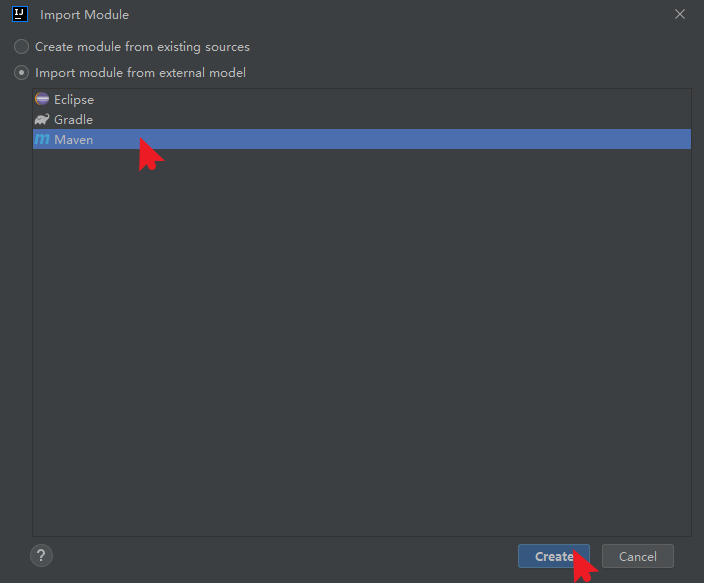 IJ Import Module
Create module from existing sources
Import module from external model
Eclipse
Gradle
m Maven
? Create Cancel